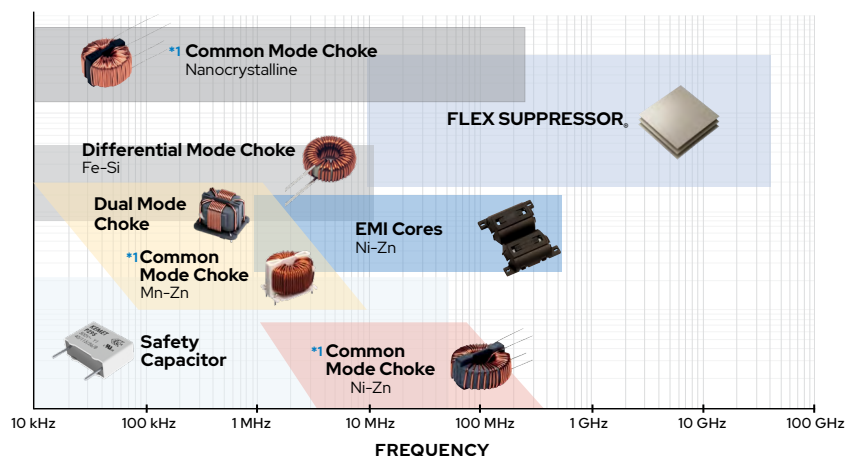 *1 Common Mode Choke
Nanocrystalline
FLEX SUPPRESSOR®
Differential Mode Choke
Fe-Si
Dual Mode
Choke
EMI Cores
Ni-Zn
*1 Common
Mode Choke
Mn-Zn
Safety
Capacitor
KEMET
*1 Common
Mode Choke
Ni-Zn
10 kHz 100 kHz 1 MHz 10 MHz 100 MHz 1 GHz 10 GHz 100 GHz
FREQUENCY